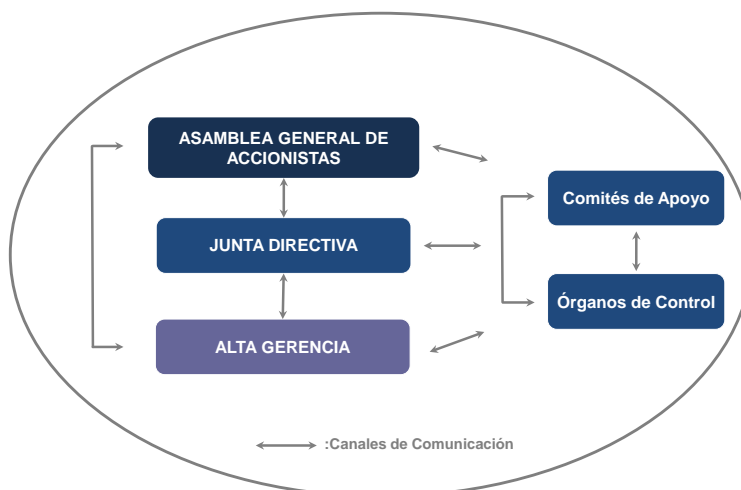 ASAMBLEA GENERAL DE
ACCIONISTAS
Comités de Apoyo
JUNTA DIRECTIVA
Órganos de Control
ALTA GERENCIA
:Canales de Comunicación